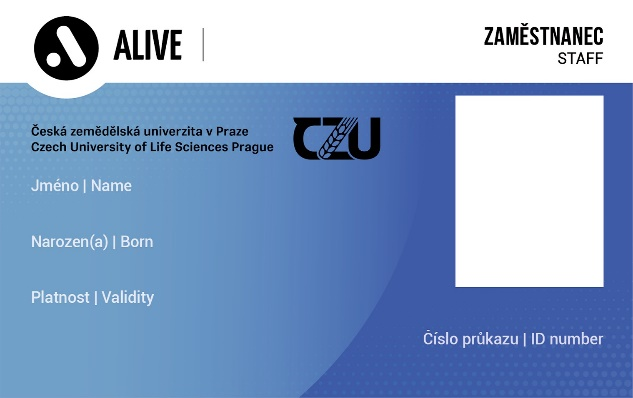 ALIVE
ZAMĚSTNANEC
STAFF
Česká zemědělská univerzita v Praze
Czech University of Life Sciences Prague
CZU
Jméno | Name
Narozen(a) | Born
Platnost | Validity
Číslo průkazu | ID number